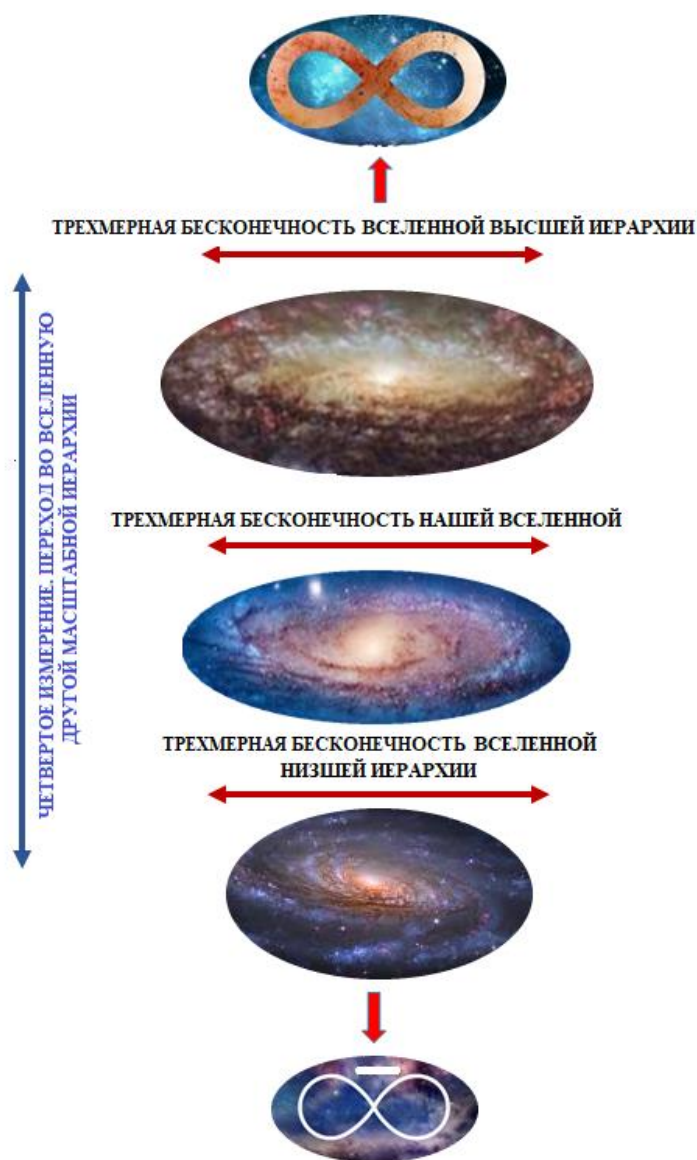 ТРЕХМЕРНАЯ БЕСКОНЕЧНОСТЬ ВСЕЛЕННОЙ ВЫСШЕЙ ИЕРАРХИИ
ЧЕТВЕРТОЕ ИЗМЕРЕНИЕ. ПЕРЕХОД ВО ВСЕЛЕННУЮ
ДРУГОЙ МАСШТАБНОЙ ИЕРАРХИИ
ТРЕХМЕРНАЯ БЕСКОНЕЧНОСТЬ НАШЕЙ ВСЕЛЕННОЙ
ТРЕХМЕРНАЯ БЕСКОНЕЧНОСТЬ ВСЕЛЕННОЙ
НИЗШЕЙ ИЕРАРХИИ